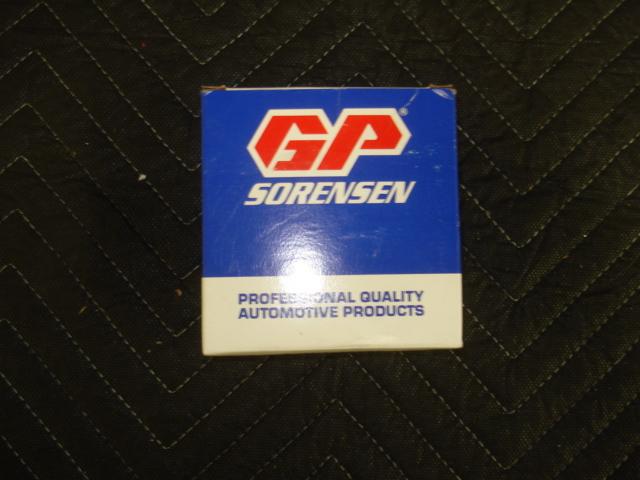 GP®
SORENSEN
PROFESSIONAL QUALITY
AUTOMOTIVE PRODUCTS